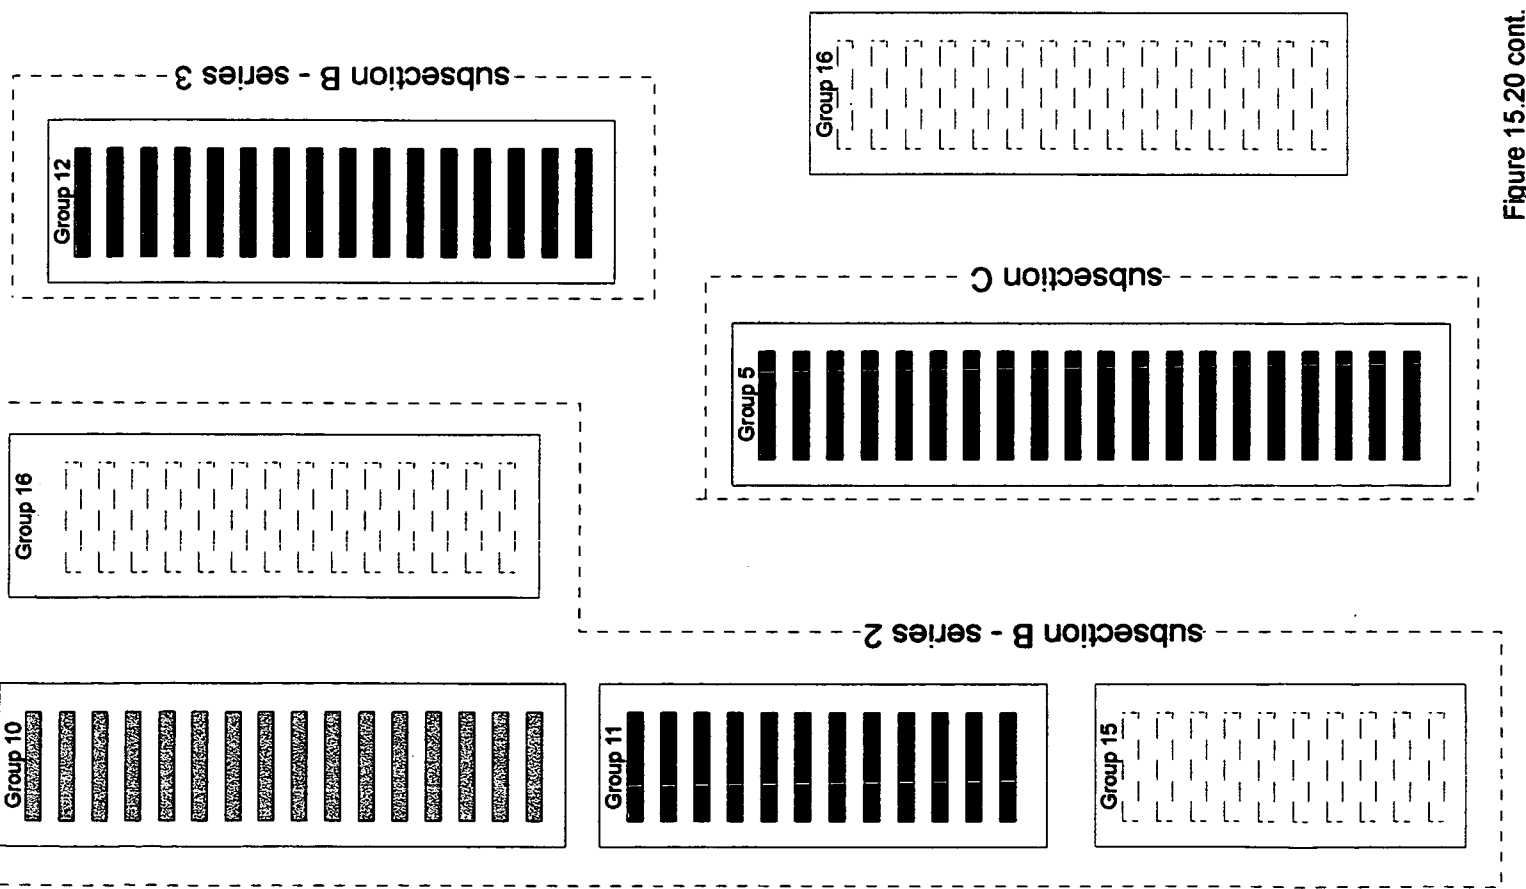 subsection B - series 3
Group 12
Group 16
Figure 15.20 cont.
subsection C
Group 5
Group 16
subsection B - series 2
Group 10
Group 11
Group 15